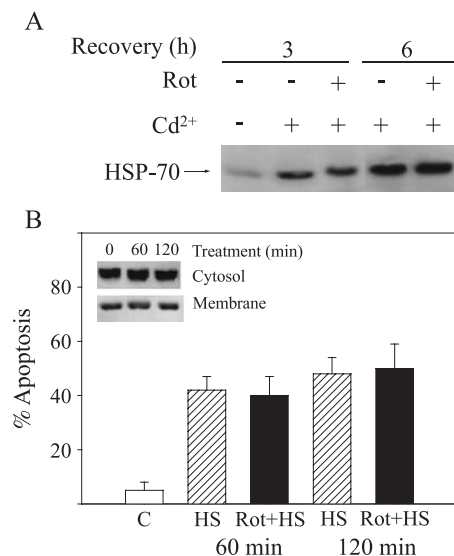 A
Recovery (h) 3 6
Rot - - + - +
Cd²⁺ - + + + +
HSP-70 →
B
0 60 120 Treatment (min)
Cytosol
Membrane
80
60
40
20
% Apoptosis
C HS Rot+HS HS Rot+HS
60 min 120 min